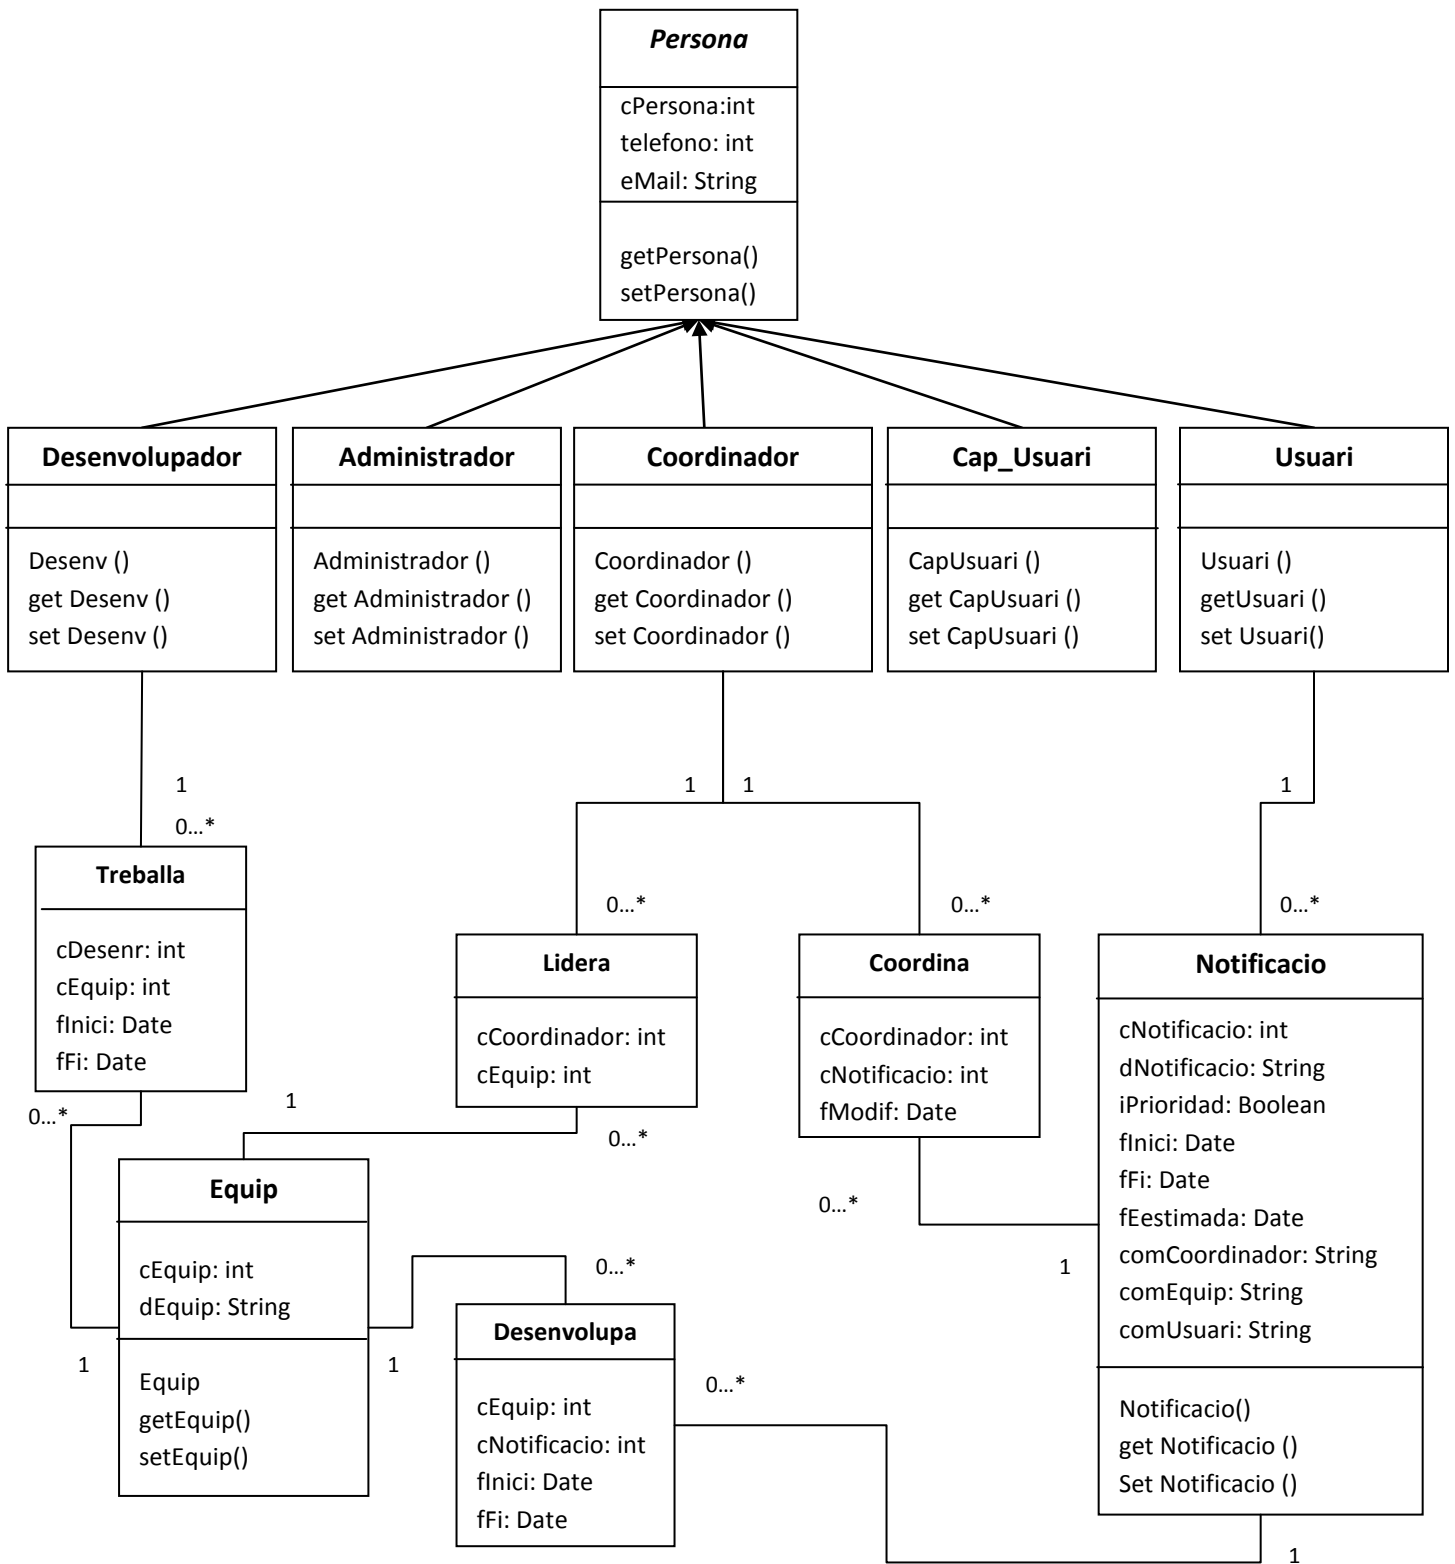 Persona
cPersona:int
telefono: int
eMail: String
getPersona()
setPersona()
Desenvolupador
Desenv ()
get Desenv ()
set Desenv ()
Administrador
Administrador ()
get Administrador ()
set Administrador ()
Coordinador
Coordinador ()
get Coordinador ()
set Coordinador ()
Cap_Usuari
CapUsuari ()
get CapUsuari ()
set CapUsuari ()
Usuari
Usuari ()
getUsuari ()
set Usuari()
1
0...*
1
1
0...*
0...*
1
0...*
Treballa
cDesenr: int
cEquip: int
fInici: Date
fFi: Date
0...*
1
Lidera
cCoordinador: int
cEquip: int
0...*
1
Coordina
cCoordinador: int
cNotificacio: int
fModif: Date
0...*
1
Notificacio
cNotificacio: int
dNotificacio: String
iPrioridad: Boolean
fInici: Date
fFi: Date
fEestimada: Date
comCoordinador: String
comEquip: String
comUsuari: String
Notificacio()
get Notificacio ()
Set Notificacio ()
Equip
cEquip: int
dEquip: String
Equip
getEquip()
setEquip()
1
0...*
Desenvolupa
cEquip: int
cNotificacio: int
fInici: Date
fFi: Date
0...*
1